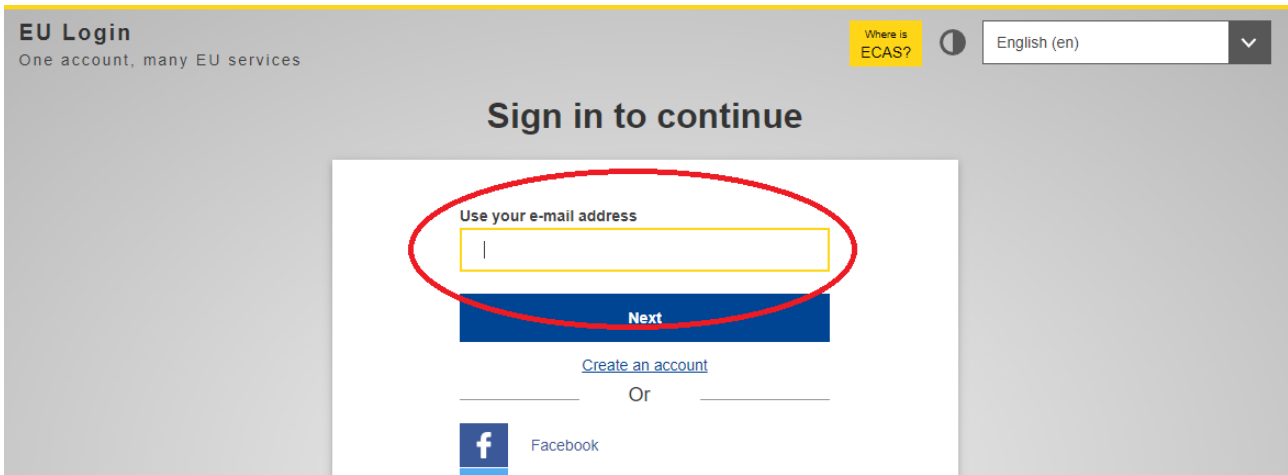 EU Login
One account, many EU services
Where is
ECAS?
English (en)
Sign in to continue
Use your e-mail address
Next
Create an account
Or
f
Facebook